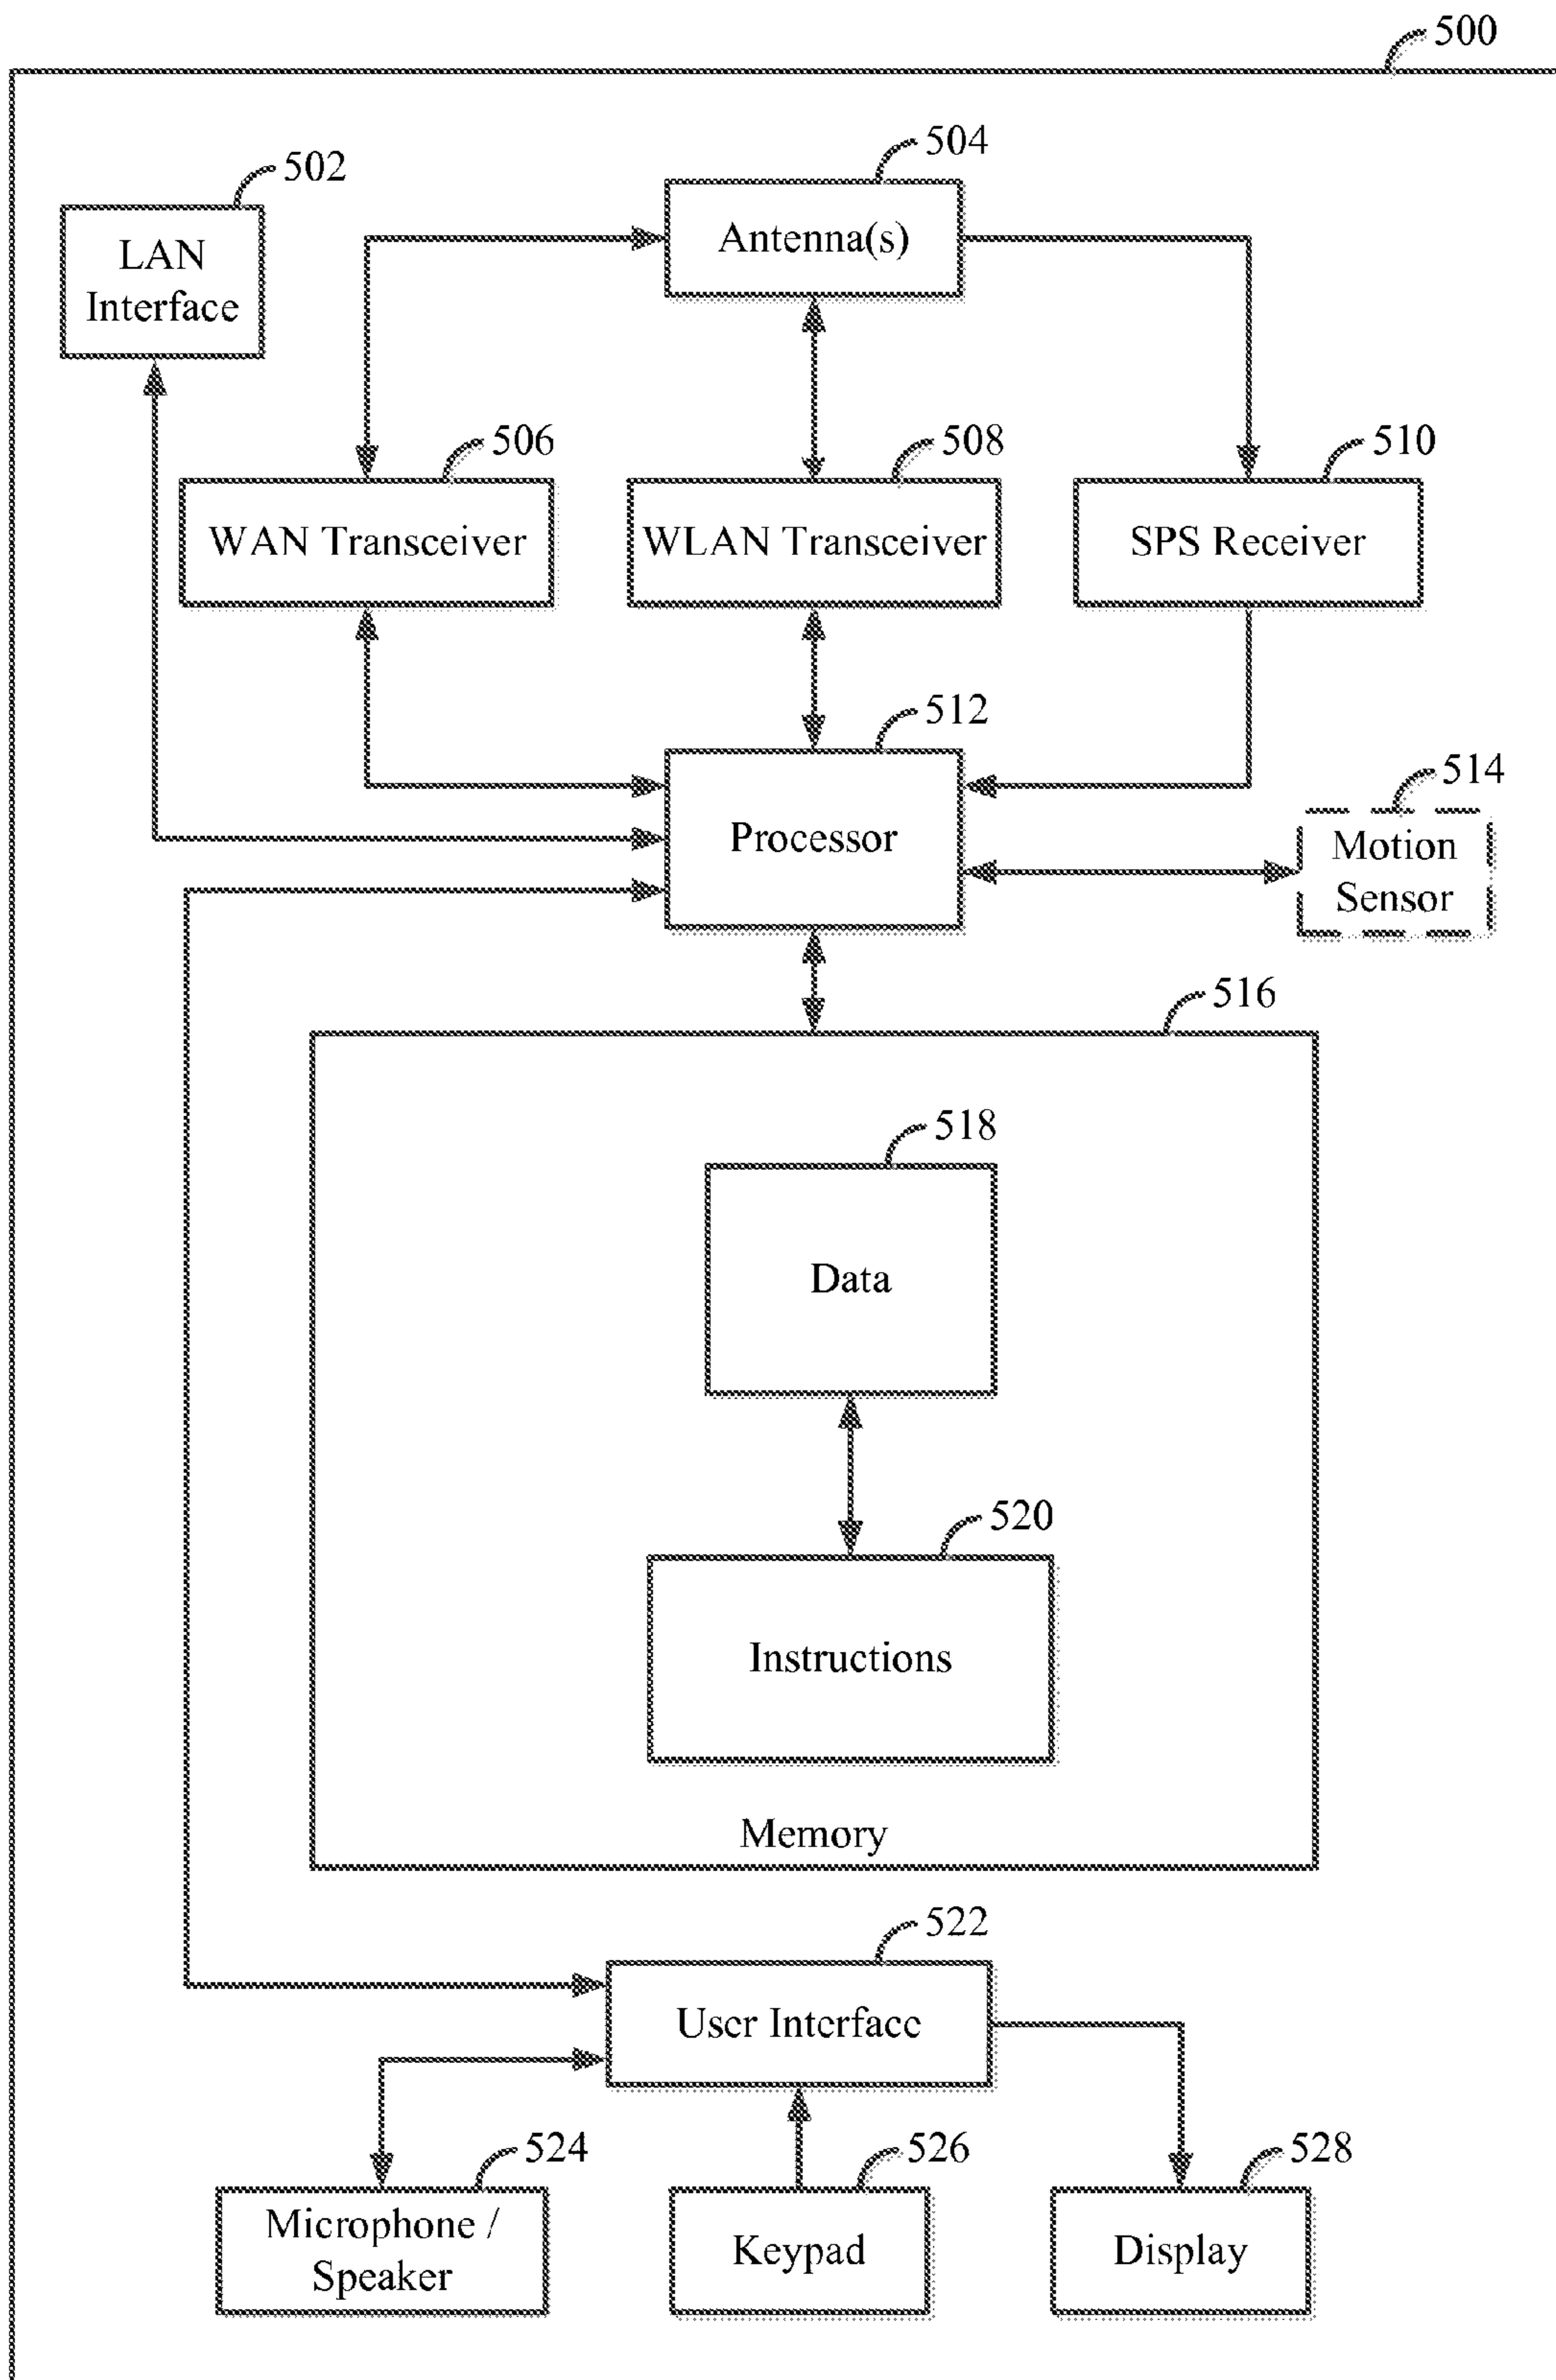 500
504
502
Antenna(s)
LAN
Interface
506
508
510
WAN Transceiver
WLAN Transceiver
SPS Receiver
512
514
Processor
Motion
Sensor
516
518
Data
520
Instructions
Memory
522
User Interface
524
526
528
Microphone /
Speaker
Keypad
Display